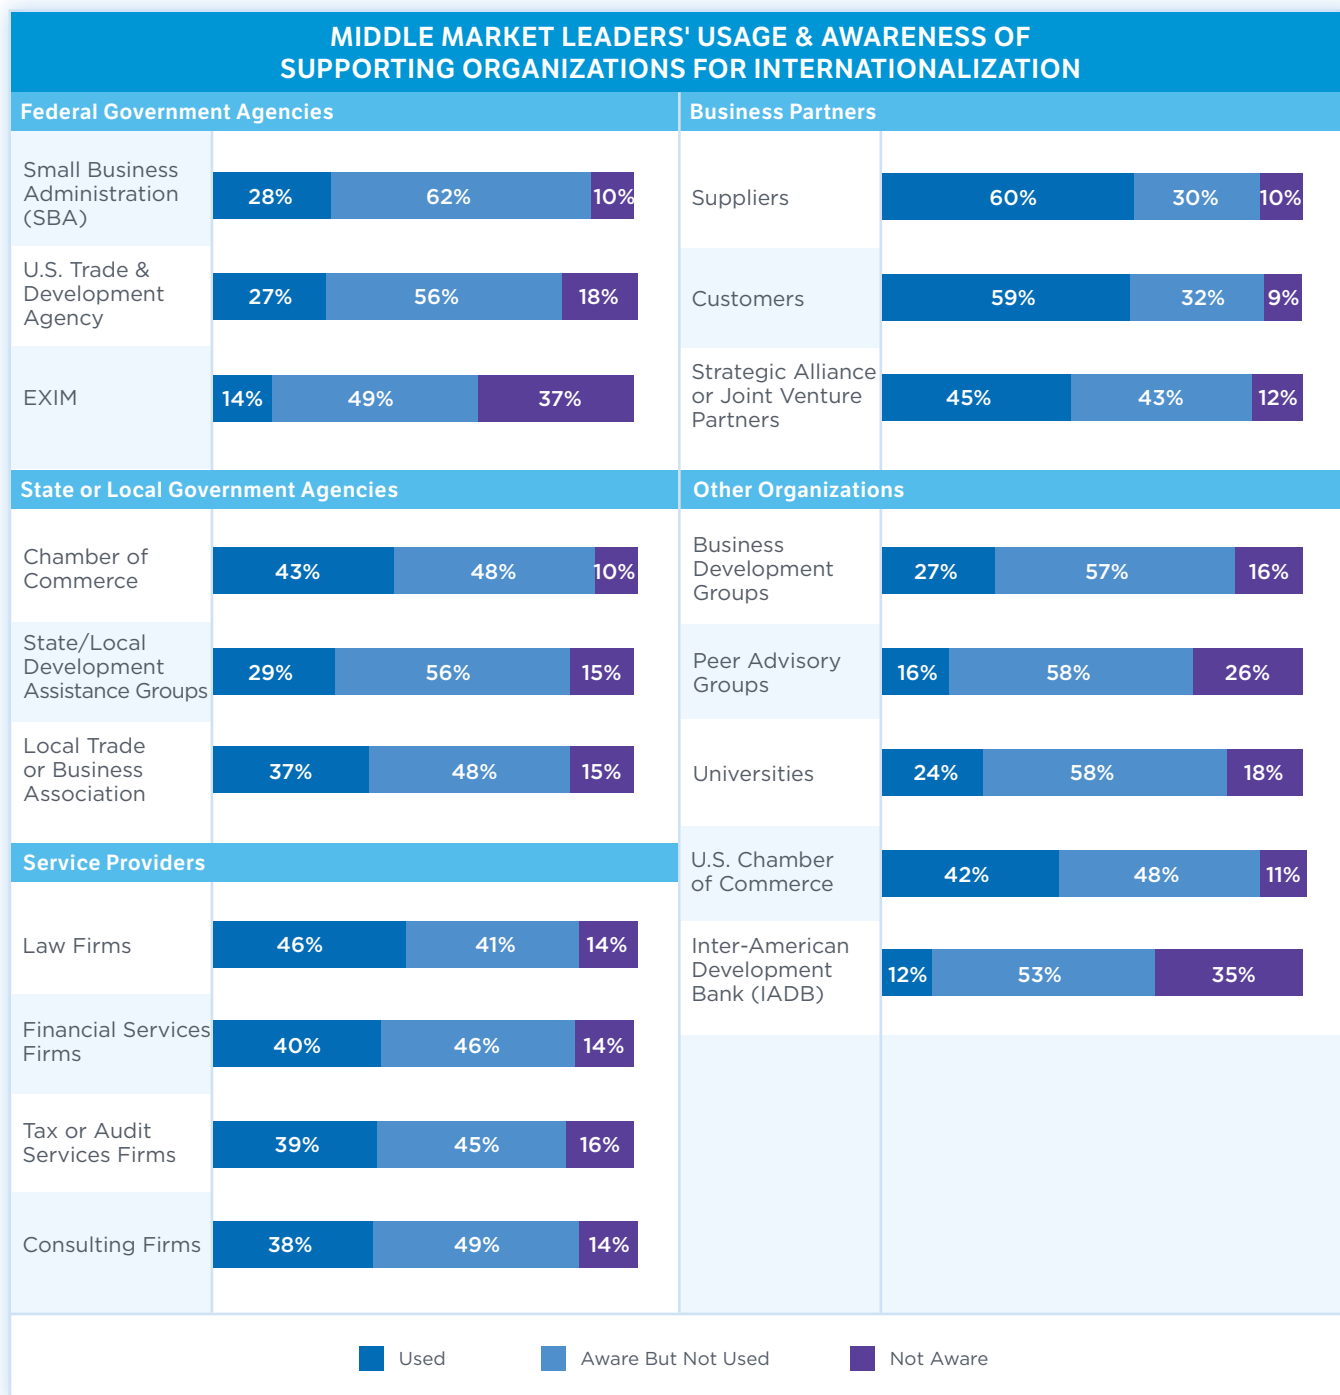 MIDDLE MARKET LEADERS' USAGE & AWARENESS OF
SUPPORTING ORGANIZATIONS FOR INTERNATIONALIZATION
Federal Government Agencies
Small Business
Administration
(SBA)
28% 62% 10%
U.S. Trade &
Development
Agency
27% 56% 18%
EXIM
14% 49% 37%
State or Local Government Agencies
Chamber of
Commerce
43% 48% 10%
State/Local
Development
Assistance Groups
29% 56% 15%
Local Trade
or Business
Association
37% 48% 15%
Service Providers
Law Firms
46% 41% 14%
Financial Services
Firms
40% 46% 14%
Tax or Audit
Services Firms
39% 45% 16%
Consulting Firms
38% 49% 14%
Business Partners
Suppliers
60% 30% 10%
Customers
59% 32% 9%
Strategic Alliance
or Joint Venture
Partners
45% 43% 12%
Other Organizations
Business
Development
Groups
27% 57% 16%
Peer Advisory
Groups
16% 58% 26%
Universities
24% 58% 18%
U.S. Chamber
of Commerce
42% 48% 11%
Inter-American
Development
Bank (IADB)
12% 53% 35%
Used Aware But Not Used Not Aware